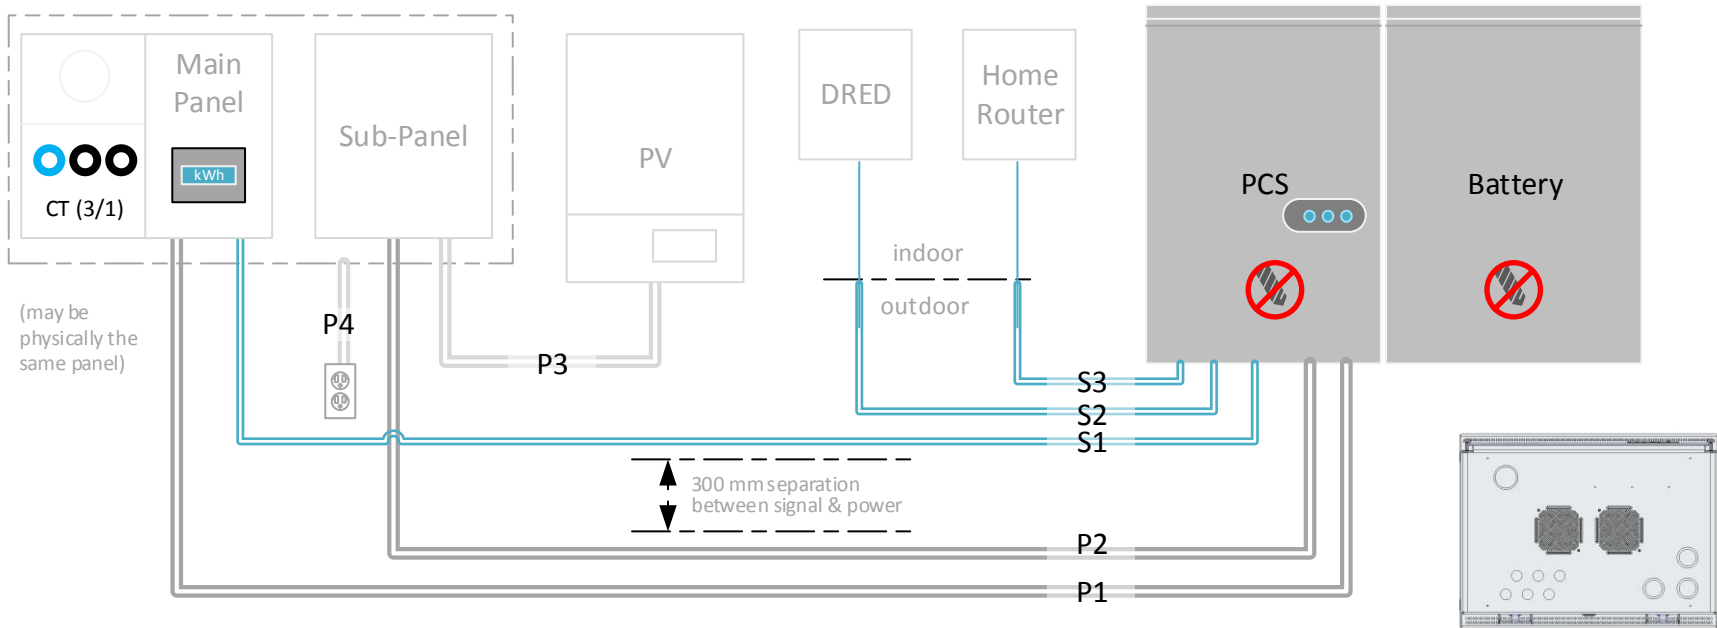 Main
Panel
kWh
CT (3/1)
Sub-Panel
PV
DRED
Home
Router
PCS
Battery
indoor
outdoor
(may be
physically the
same panel)
P4
P3
S3
S2
S1
300 mm separation
between signal & power
P2
P1